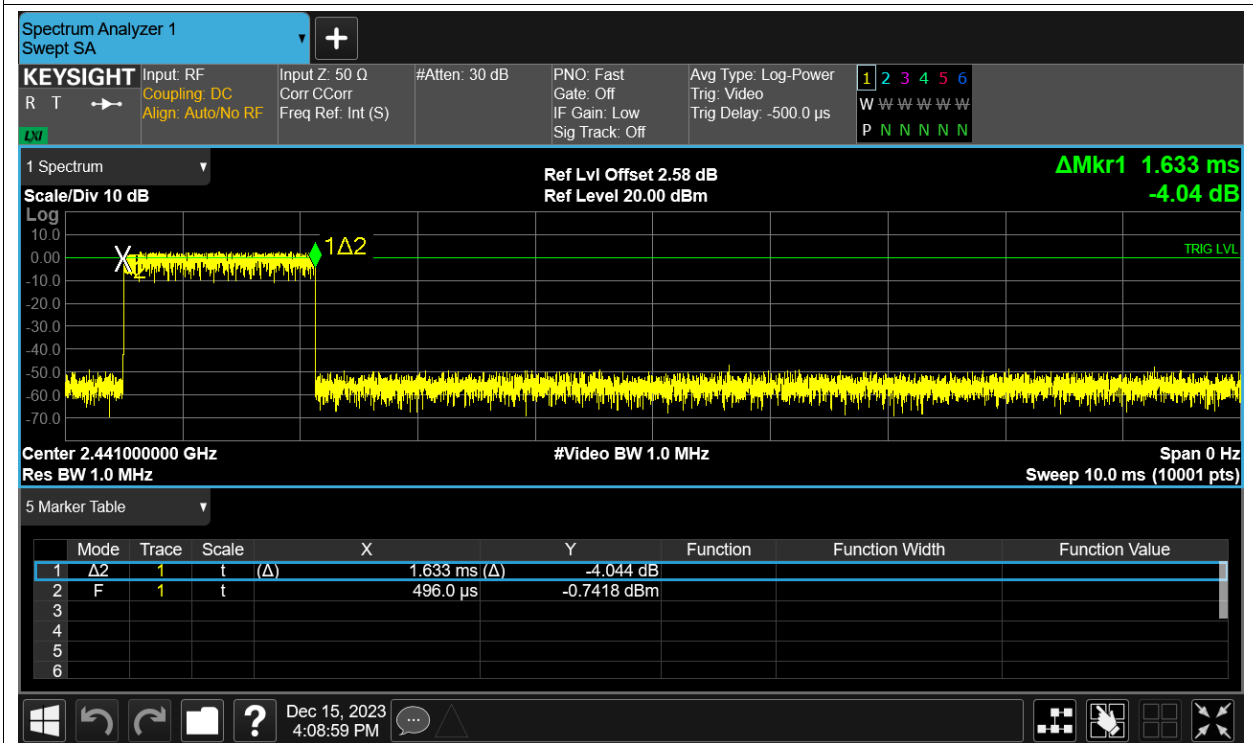 Spectrum Analyzer 1
Swept SA
KEYSIGHT Input: RF Input Z: 50 Ω #Atten: 30 dB PNO: Fast Avg Type: Log-Power 1 2 3 4 5 6
R T Coupling: DC Corr CCorr Gate: Off Trig: Video W W W W W W
Align: Auto/No RF Freq Ref: Int (S) IF Gain: Low Trig Delay: -500.0 µs P N N N N N
LXI Sig Track: Off
1 Spectrum Ref Lvl Offset 2.58 dB ΔMkr1 1.633 ms
Scale/Div 10 dB Ref Level 20.00 dBm -4.04 dB
Log
10.0
0.00 X 2 1Δ2 TRIG LVL
-10.0
-20.0
-30.0
-40.0
-50.0
-60.0
-70.0
Center 2.441000000 GHz #Video BW 1.0 MHz Span 0 Hz
Res BW 1.0 MHz Sweep 10.0 ms (10001 pts)
5 Marker Table
Mode Trace Scale X Y Function Function Width Function Value
1 Δ2 1 t (Δ) 1.633 ms (Δ) -4.044 dB
2 F 1 t 496.0 µs -0.7418 dBm
3
4
5
6
? Dec 15, 2023
4:08:59 PM